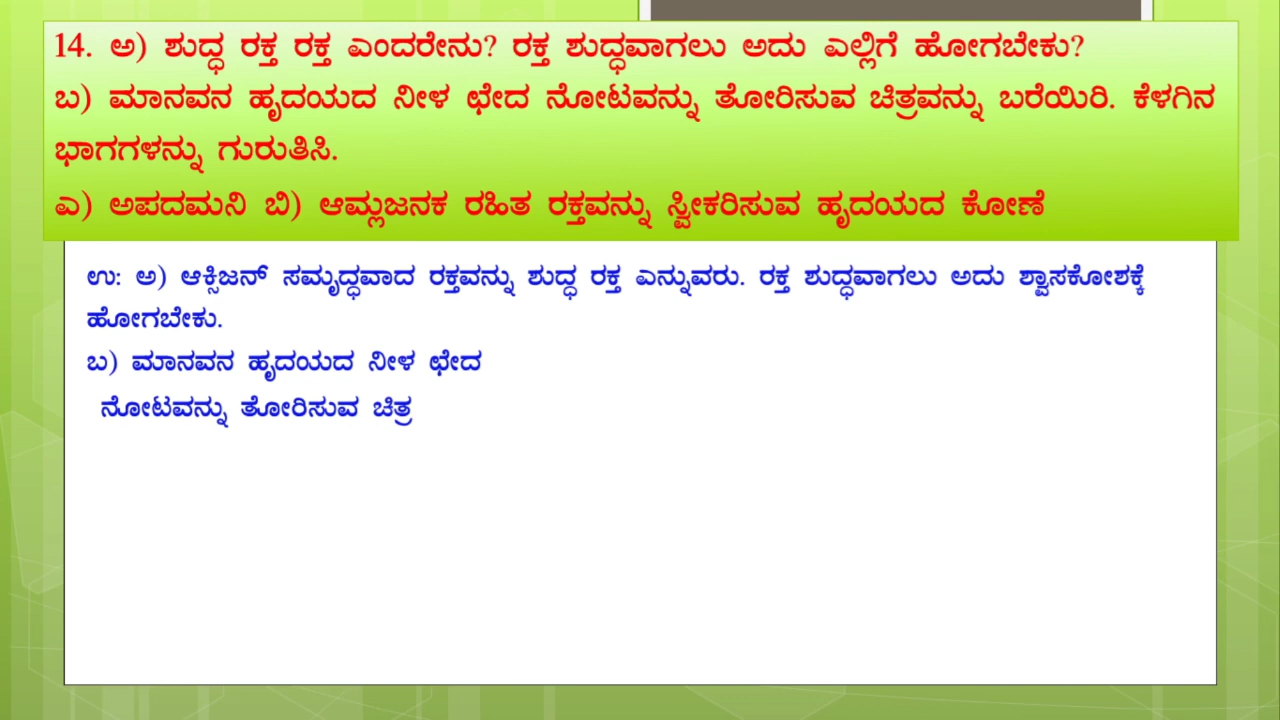 14. ಅ) ಶುದ್ಧ ರಕ್ತ ರಕ್ತ ಎಂದರೇನು? ರಕ್ತ ಶುದ್ಧವಾಗಲು ಅದು ಎಲ್ಲಿಗೆ ಹೋಗಬೇಕು?
ಬ) ಮಾನವನ ಹೃದಯದ ನೀಳ ಛೇದ ನೋಟವನ್ನು ತೋರಿಸುವ ಚಿತ್ರವನ್ನು ಬರೆಯಿರಿ. ಕೆಳಗಿನ
ಭಾಗಗಳನ್ನು ಗುರುತಿಸಿ.
ಎ) ಅಪದಮನಿ ಬಿ) ಆಮ್ಲಜನಕ ರಹಿತ ರಕ್ತವನ್ನು ಸ್ವೀಕರಿಸುವ ಹೃದಯದ ಕೋಣೆ
ಉ: ಅ) ಆಕ್ಸಿಜನ್ ಸಮೃದ್ಧವಾದ ರಕ್ತವನ್ನು ಶುದ್ಧ ರಕ್ತ ಎನ್ನುವರು. ರಕ್ತ ಶುದ್ಧವಾಗಲು ಅದು ಶ್ವಾಸಕೋಶಕ್ಕೆ
ಹೋಗಬೇಕು.
ಬ) ಮಾನವನ ಹೃದಯದ ನೀಳ ಛೇದ
ನೋಟವನ್ನು ತೋರಿಸುವ ಚಿತ್ರ